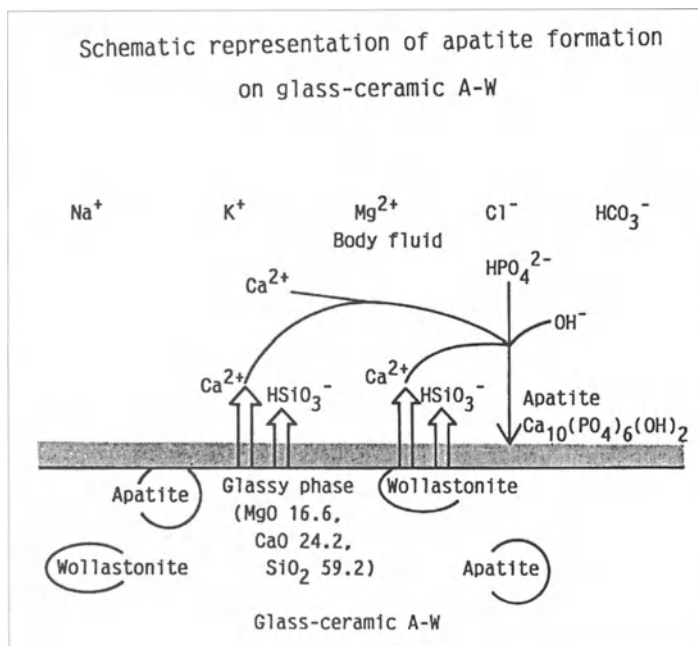 Schematic representation of apatite formation
on glass-ceramic A-W
Na⁺ K⁺ Mg²⁺ Cl⁻ HCO₃⁻
Body fluid
HPO₄²⁻
Ca²⁺
OH⁻
Ca²⁺ HSiO₃⁻ Ca²⁺ HSiO₃⁻
Apatite
Ca₁₀(PO₄)₆(OH)₂
Apatite
Glassy phase
(MgO 16.6,
CaO 24.2,
SiO₂ 59.2)
Wollastonite
Wollastonite
Apatite
Glass-ceramic A-W